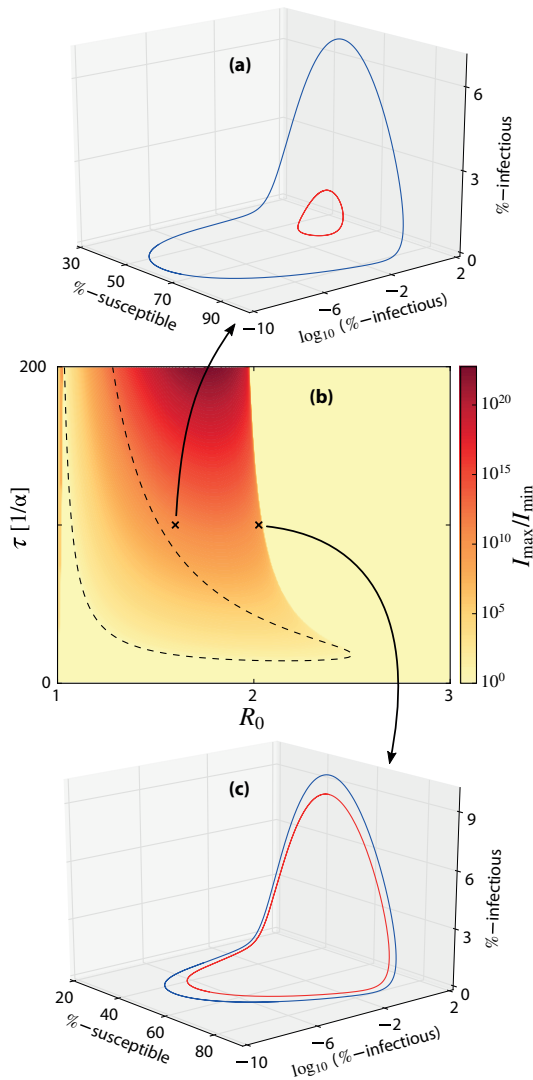 (a)
6
3
0
%−infectious
30
50
70
90
%−susceptible
−10
−6
−2
2
log₁₀ (%−infectious)
200
(b)
τ [1/α]
0
1
2
3
R₀
10²⁰
10¹⁵
10¹⁰
10⁵
10⁰
I_max/I_min
(c)
9
6
3
0
%−infectious
20
40
60
80
%−susceptible
−10
−6
−2
2
log₁₀ (%−infectious)